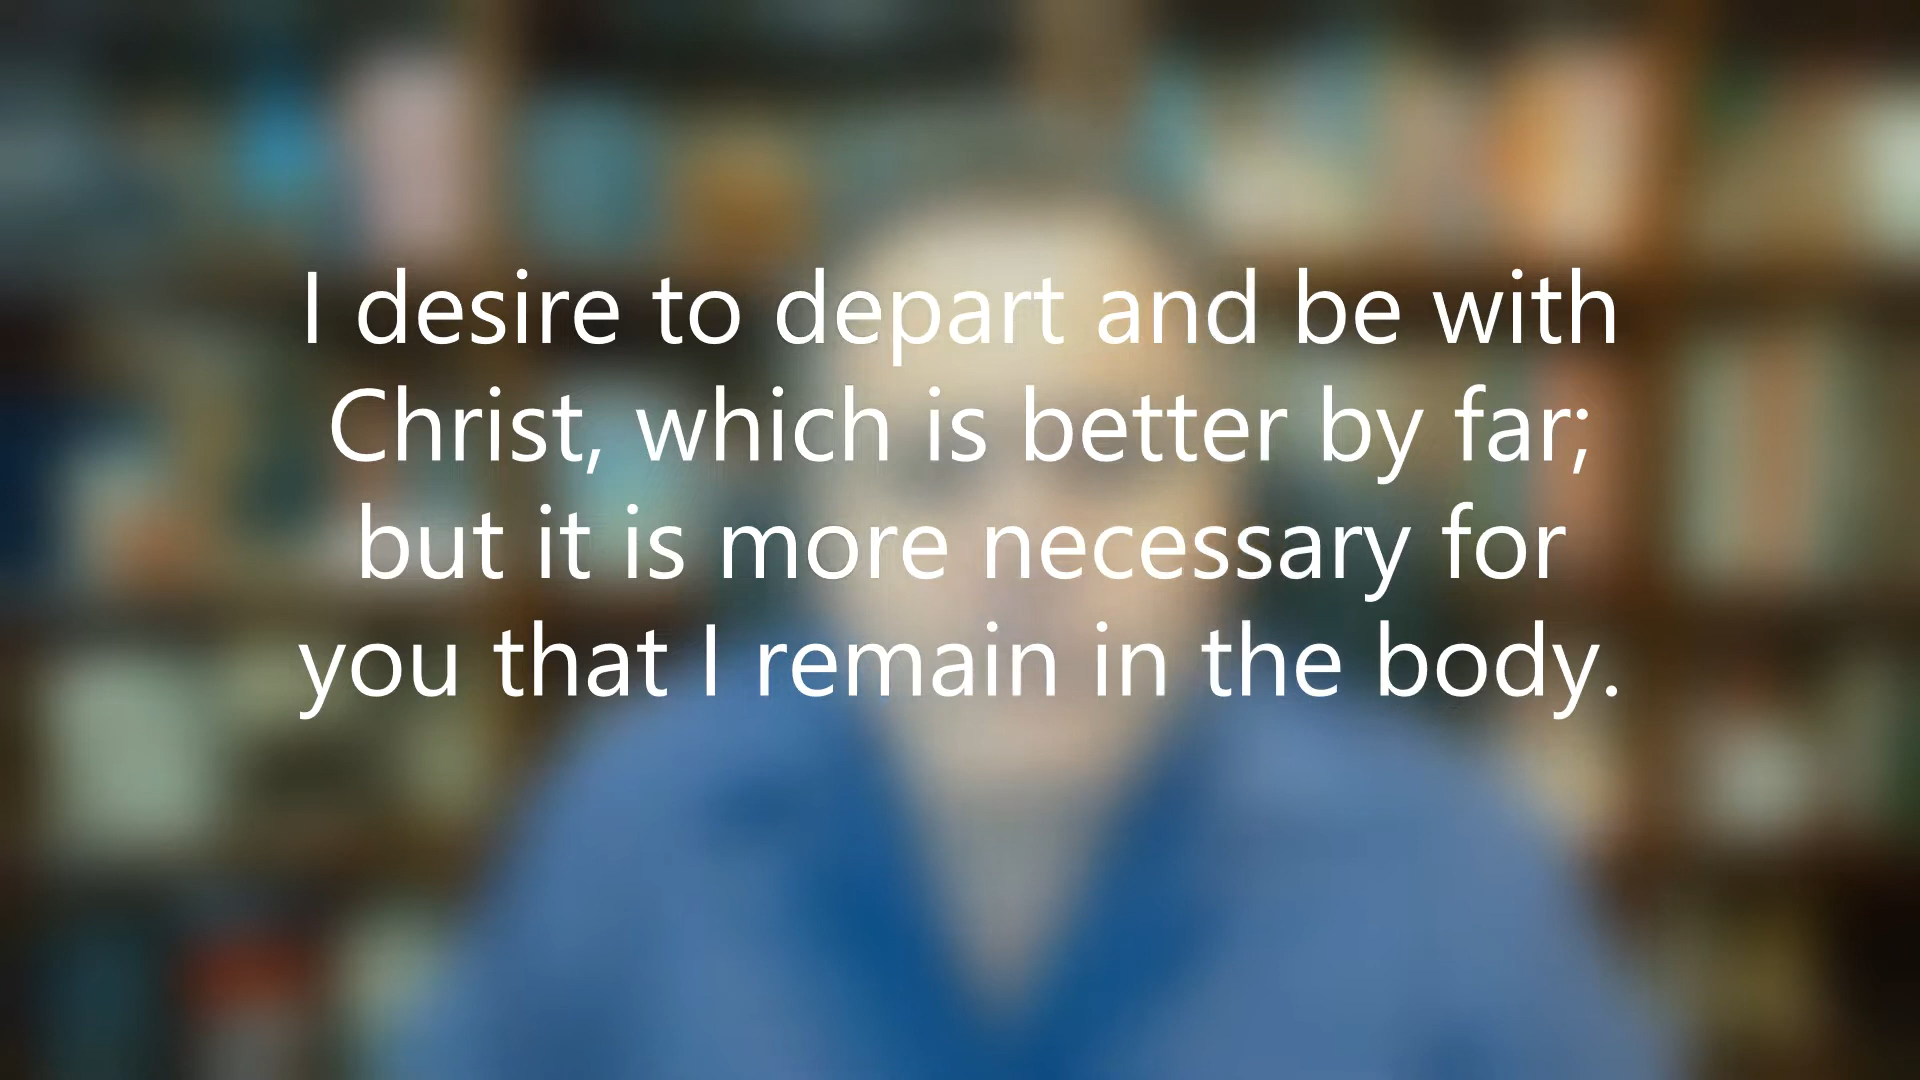 I desire to depart and be with
Christ, which is better by far;
but it is more necessary for
you that I remain in the body.